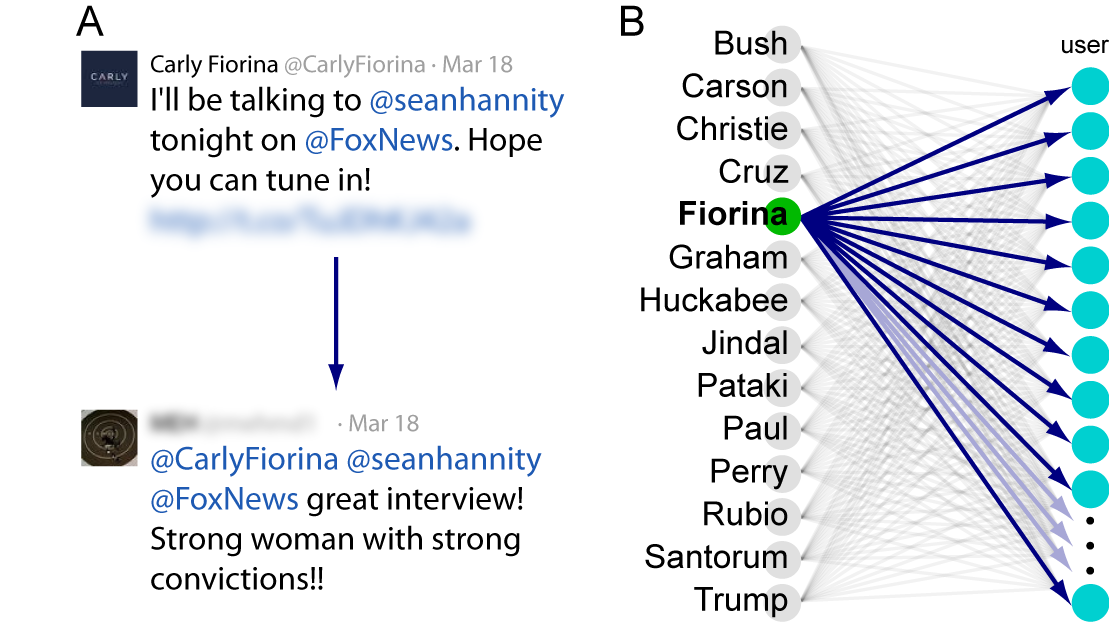 A
CARLY
Carly Fiorina @CarlyFiorina · Mar 18
I'll be talking to @seanhannity
tonight on @FoxNews. Hope
you can tune in!
· Mar 18
@CarlyFiorina @seanhannity
@FoxNews great interview!
Strong woman with strong
convictions!!
B
user
Bush
Carson
Christie
Cruz
Fiorina
Graham
Huckabee
Jindal
Pataki
Paul
Perry
Rubio
Santorum
Trump